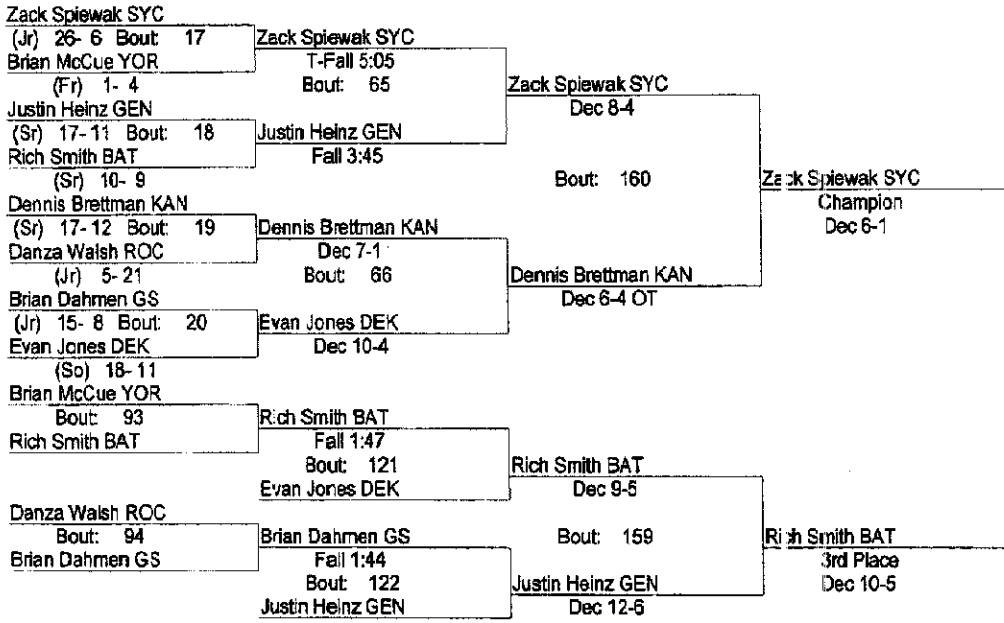 Zack Spiewak SYC
(Jr) 26- 6 Bout: 17
Brian McCue YOR
(Fr) 1- 4
Justin Heinz GEN
(Sr) 17- 11 Bout: 18
Rich Smith BAT
(Sr) 10- 9
Dennis Brettman KAN
(Sr) 17- 12 Bout: 19
Danza Walsh ROC
(Jr) 5- 21
Brian Dahmen GS
(Jr) 15- 8 Bout: 20
Evan Jones DEK
(So) 18- 11
Brian McCue YOR
Bout: 93
Rich Smith BAT
Danza Walsh ROC
Bout: 94
Brian Dahmen GS
Zack Spiewak SYC
T-Fall 5:05
Bout: 65
Justin Heinz GEN
Fall 3:45
Dennis Brettman KAN
Dec 7-1
Bout: 66
Evan Jones DEK
Dec 10-4
Rich Smith BAT
Fall 1:47
Bout: 121
Evan Jones DEK
Brian Dahmen GS
Fall 1:44
Bout: 122
Justin Heinz GEN
Zack Spiewak SYC
Dec 8-4
Bout: 160
Dennis Brettman KAN
Dec 6-4 OT
Rich Smith BAT
Dec 9-5
Bout: 159
Justin Heinz GEN
Dec 12-6
Zack Spiewak SYC
Champion
Dec 6-1
Rich Smith BAT
3rd Place
Dec 10-5